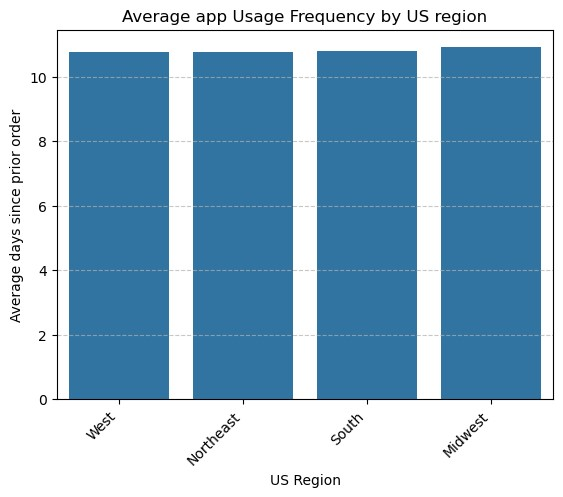 Average app Usage Frequency by US region
Average days since prior order
10
8
6
4
2
0
West
Northeast
South
Midwest
US Region